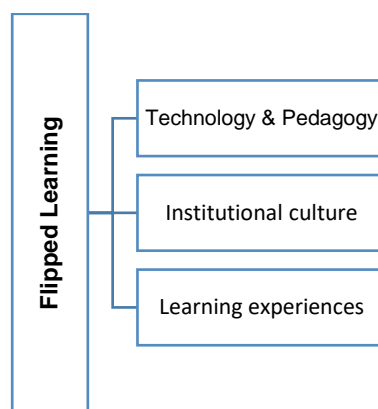 Flipped Learning
Technology & Pedagogy
Institutional culture
Learning experiences